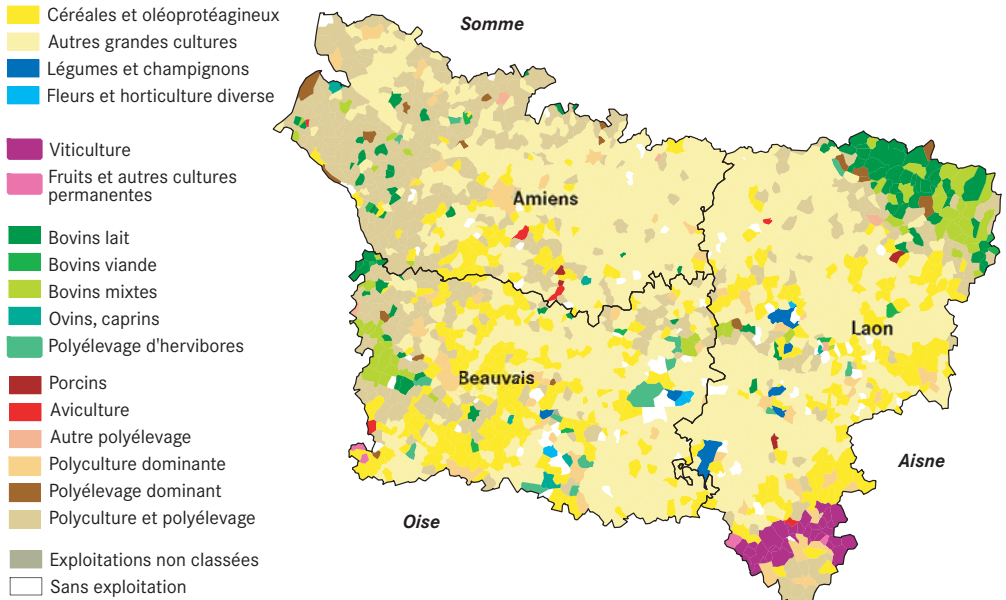 Céréales et oléoprotéagineux
Autres grandes cultures
Légumes et champignons
Fleurs et horticulture diverse
Viticulture
Fruits et autres cultures
permanentes
Bovins lait
Bovins viande
Bovins mixtes
Ovins, caprins
Polyélevage d'hervibores
Porcins
Aviculture
Autre polyélevage
Polyculture dominante
Polyélevage dominant
Polyculture et polyélevage
Exploitations non classées
Sans exploitation
Somme
Amiens
Laon
Beauvais
Aisne
Oise